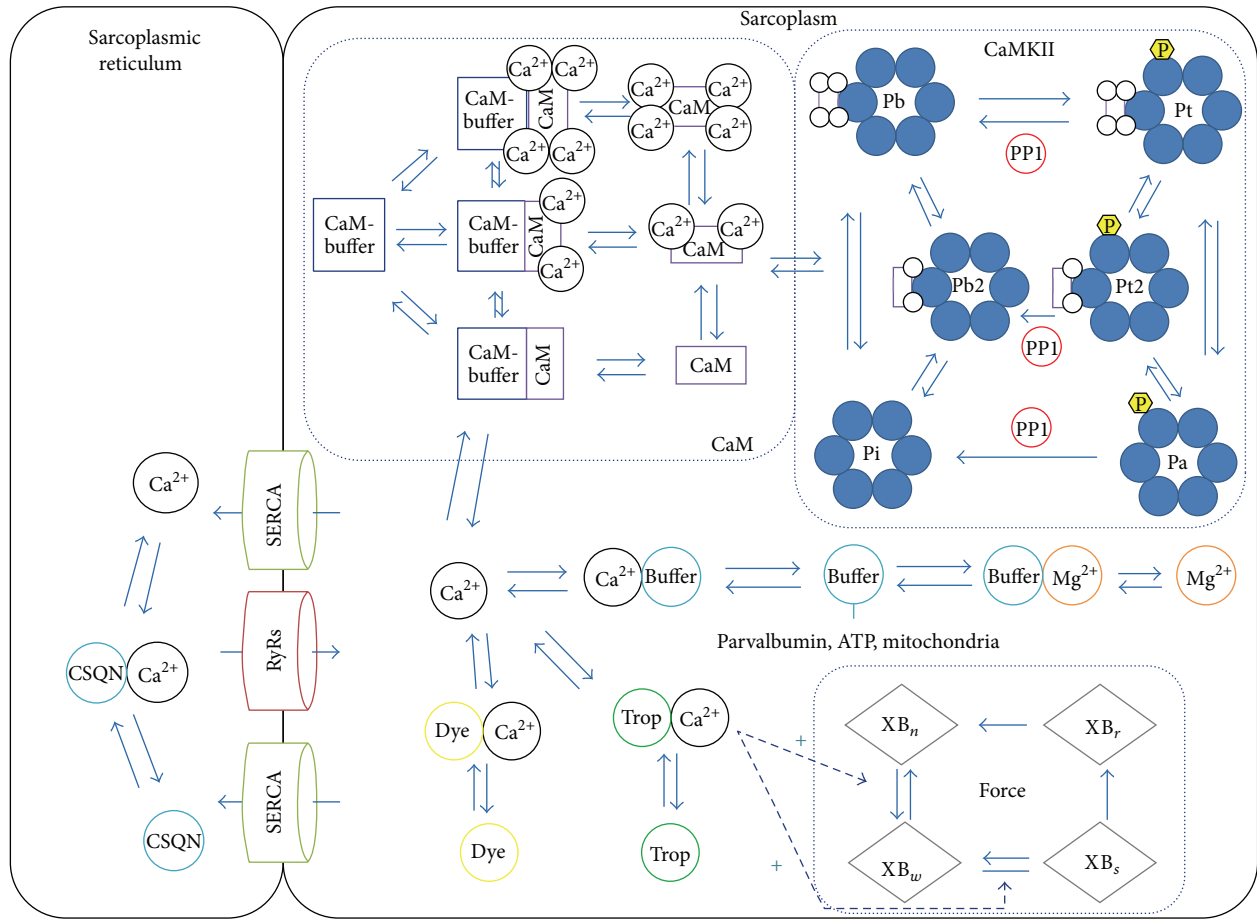 Sarcoplasm
Sarcoplasmic
reticulum
Ca²⁺ Ca²⁺
CaM-
buffer
CaM
Ca²⁺ Ca²⁺
Ca²⁺ Ca²⁺
CaM
Ca²⁺ Ca²⁺
CaM-
buffer
CaM-
buffer
CaM
Ca²⁺
Ca²⁺
Ca²⁺ Ca²⁺
CaM
CaM-
buffer
CaM
CaM
CaM
CaMKII
P
Pb
Pt
PP1
P
Pb2
Pt2
PP1
P
Pi
PP1
Pa
Ca²⁺
SERCA
CSQN Ca²⁺
RyRs
CSQN
SERCA
Ca²⁺
Ca²⁺ Buffer
Buffer
Buffer Mg²⁺
Mg²⁺
Parvalbumin, ATP, mitochondria
Dye Ca²⁺
Dye
Trop Ca²⁺
Trop
+
+
XBₙ
XBᵣ
Force
XB_w
XBₛ